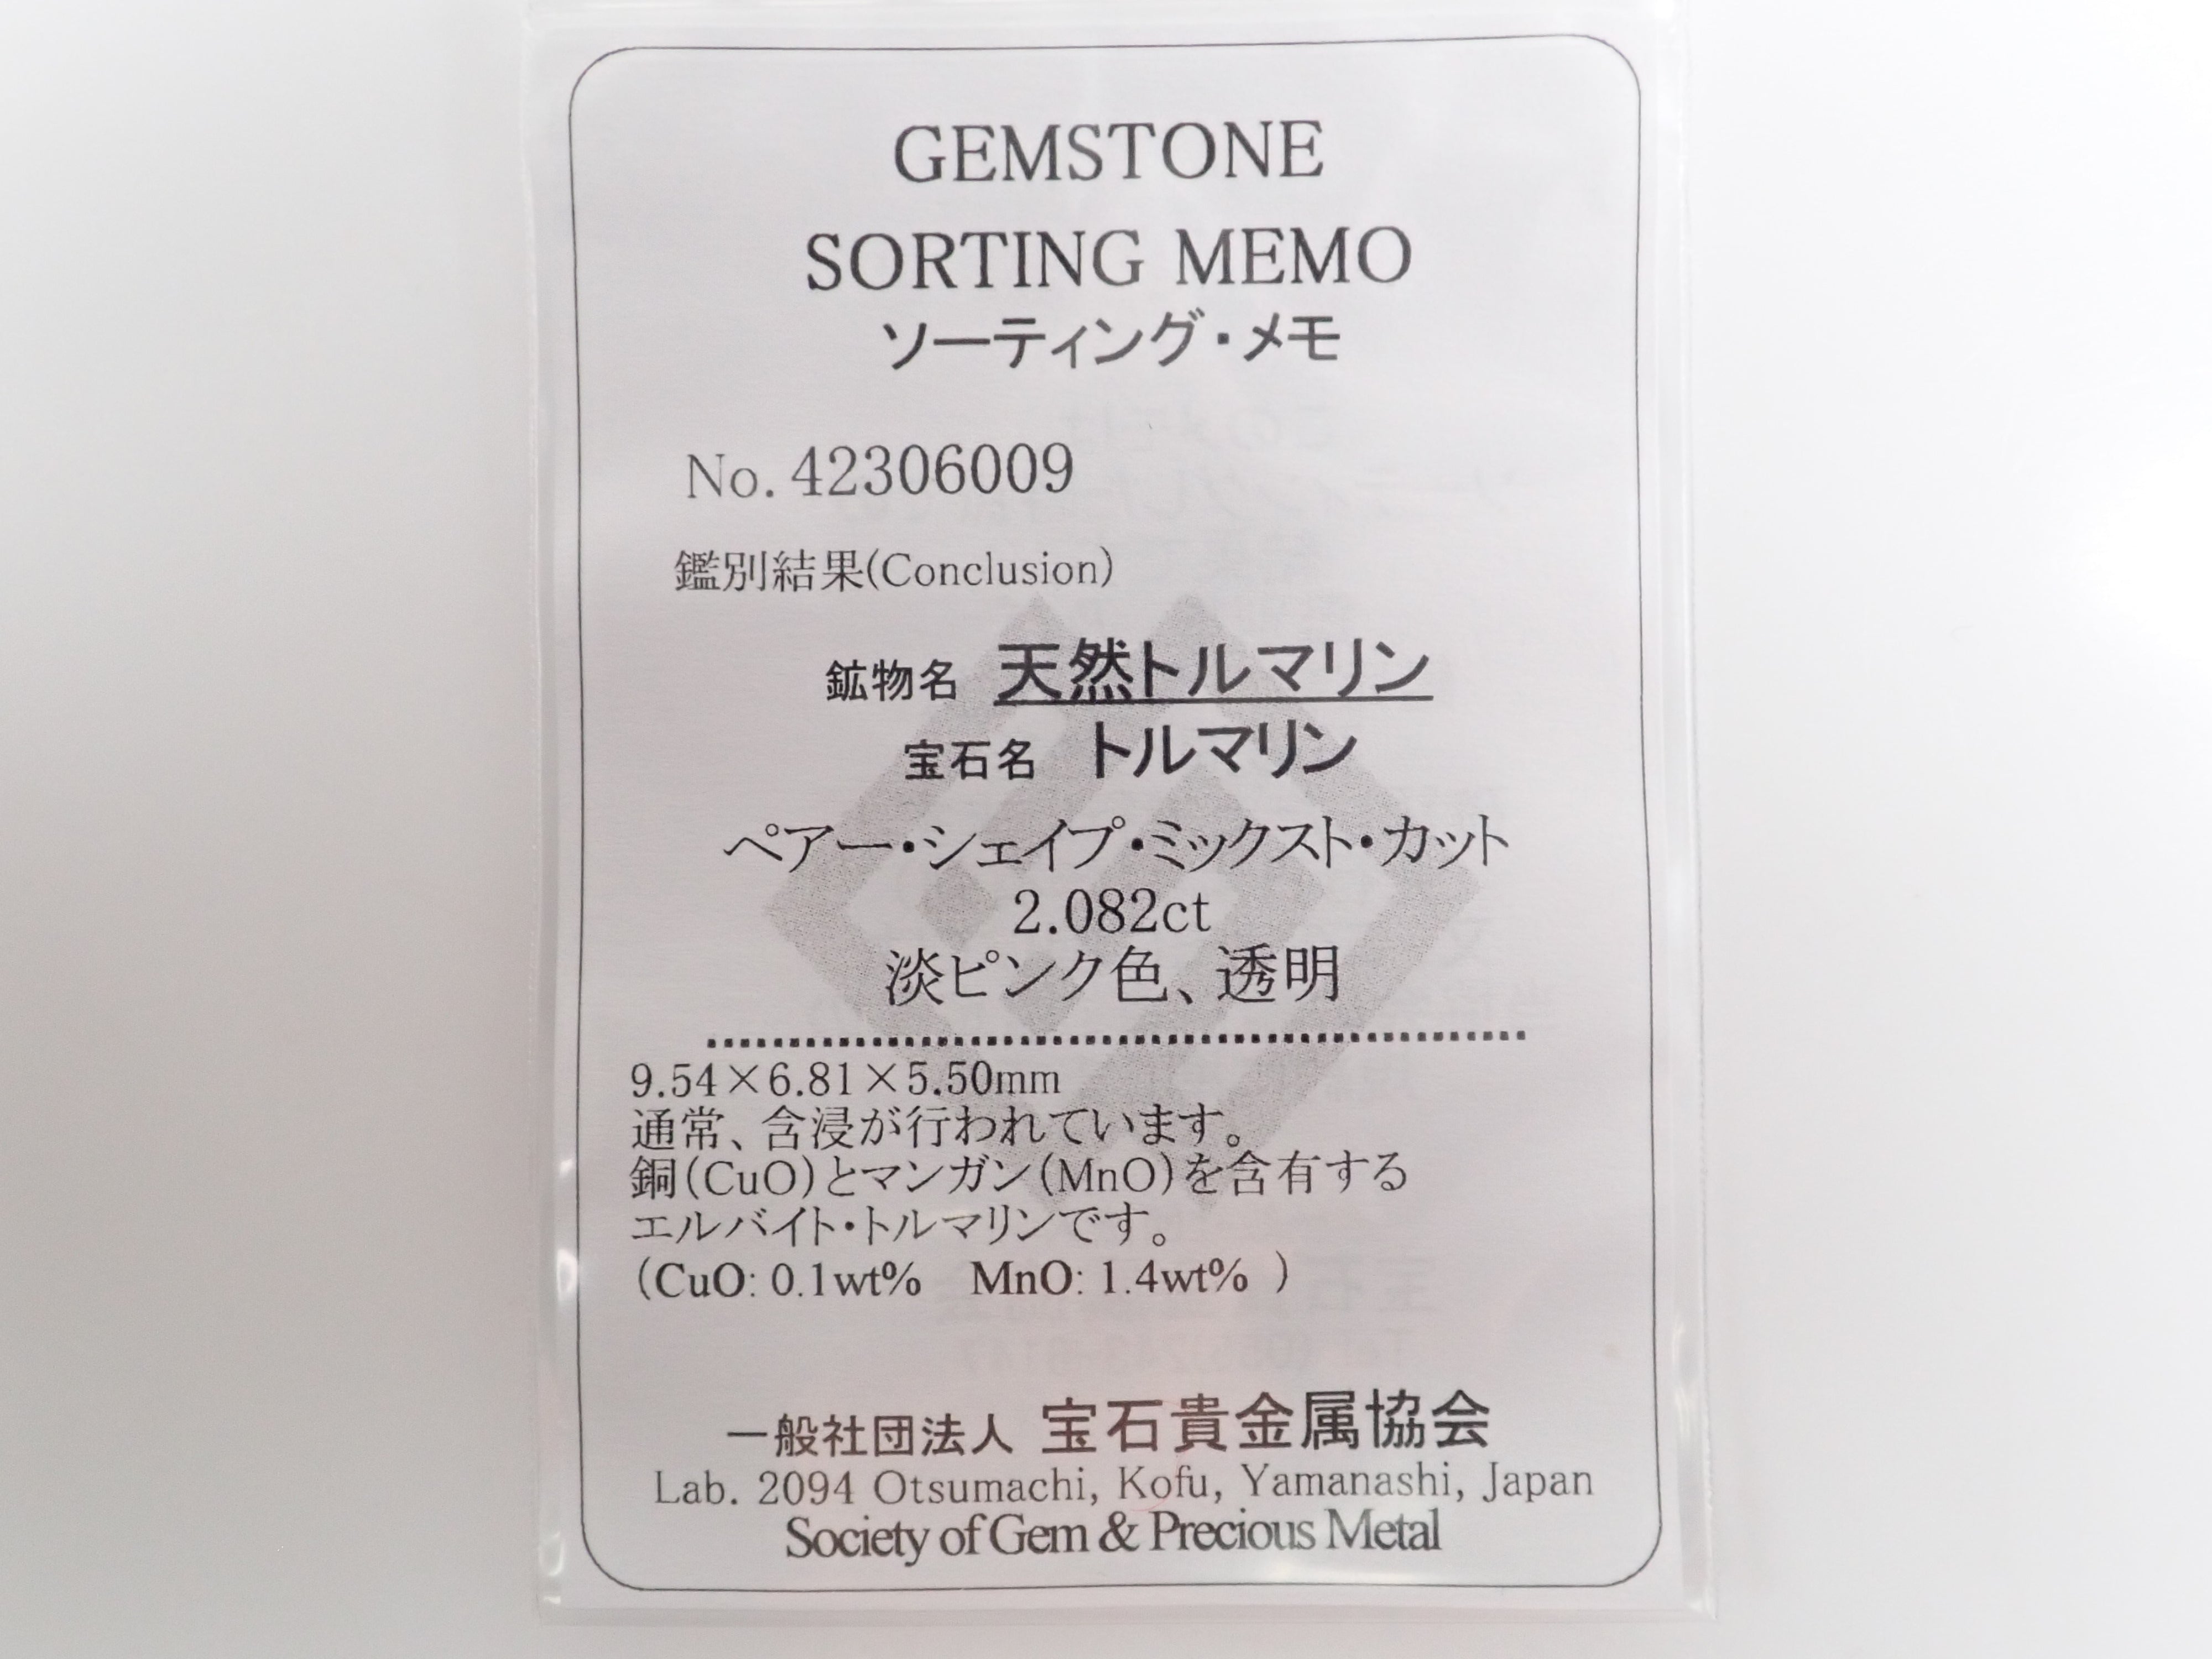 GEMSTONE
SORTING MEMO
ソーティング・メモ
No. 42306009
鑑別結果(Conclusion)
鉱物名 天然トルマリン
宝石名 トルマリン
ペアー・シェイプ・ミックスト・カット
2.082ct
淡ピンク色、透明
9.54×6.81×5.50mm
通常、含浸が行われています。
銅(CuO)とマンガン(MnO)を含有する
エルバイト・トルマリンです。
(CuO: 0.1wt% MnO: 1.4wt% )
一般社団法人 宝石貴金属協会
Lab. 2094 Otsumachi, Kofu, Yamanashi, Japan
Society of Gem & Precious Metal